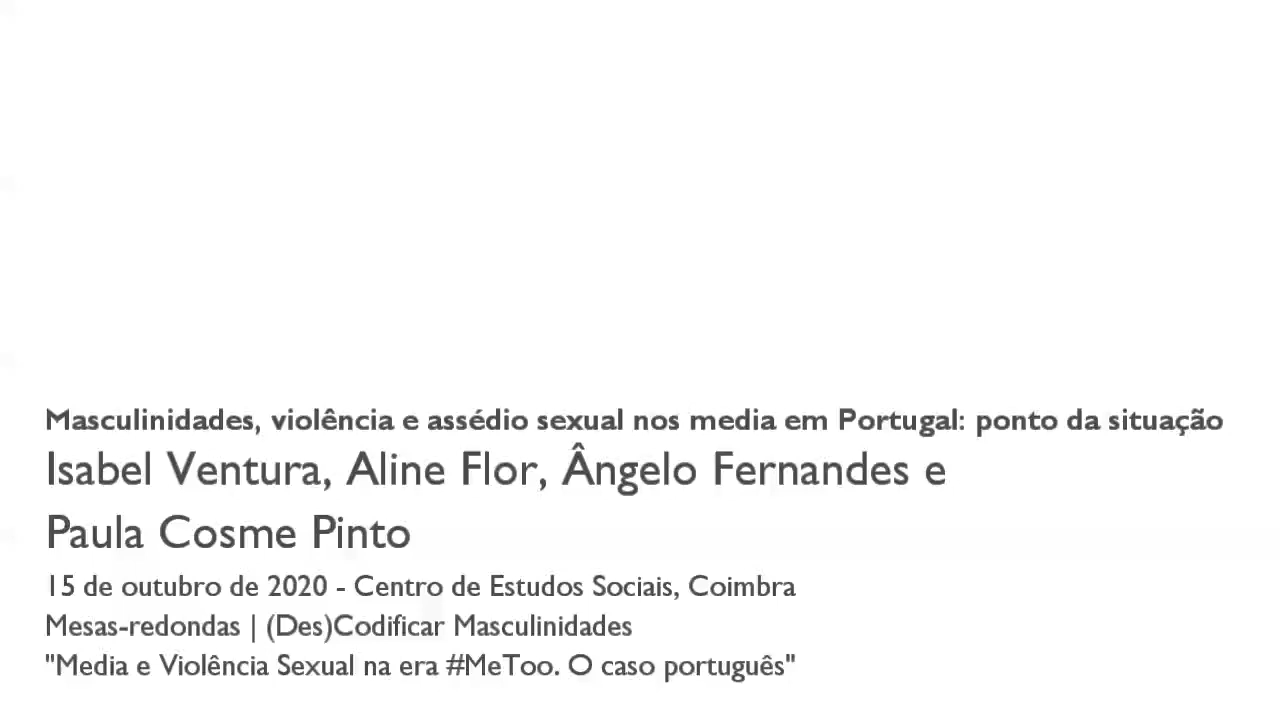 Masculinidades, violência e assédio sexual nos media em Portugal: ponto da situação
Isabel Ventura, Aline Flor, Ângelo Fernandes e
Paula Cosme Pinto
15 de outubro de 2020 - Centro de Estudos Sociais, Coimbra
Mesas-redondas | (Des)Codificar Masculinidades
"Media e Violência Sexual na era #MeToo. O caso português"